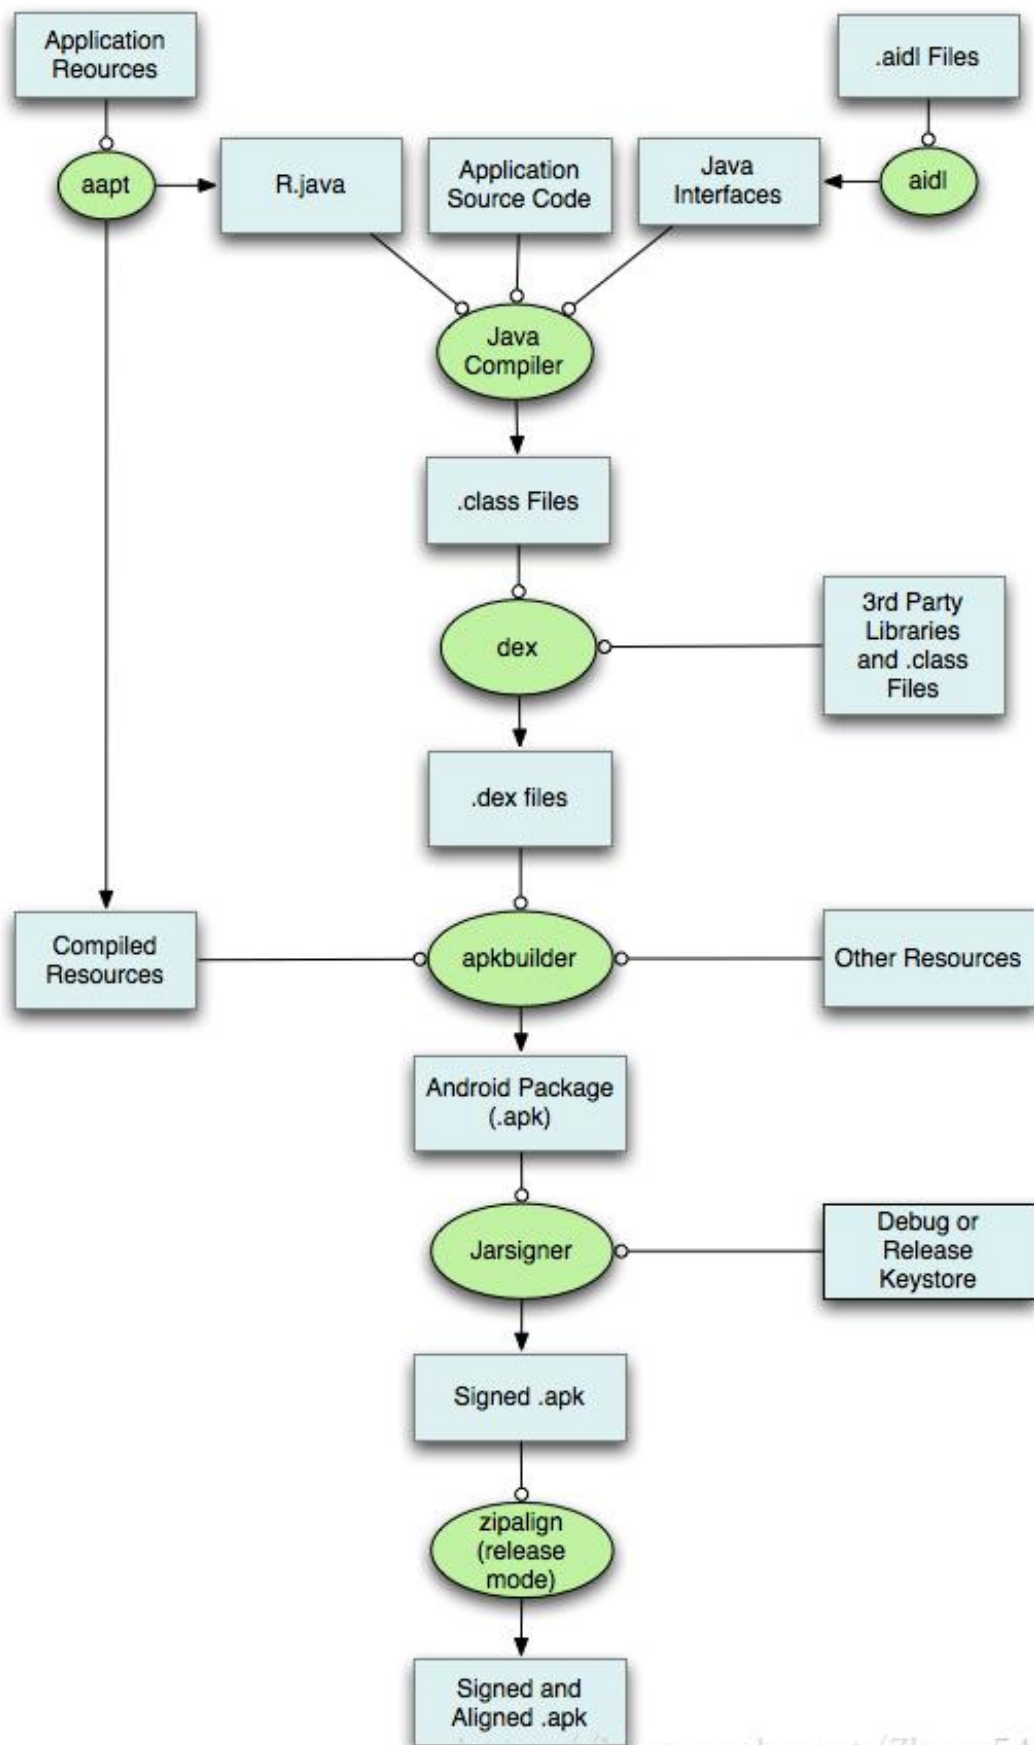 Application
Reources
.aidl Files
aapt
R.java
Application
Source Code
Java
Interfaces
aidl
Java
Compiler
.class Files
dex
3rd Party
Libraries
and .class
Files
.dex files
Compiled
Resources
apkbuilder
Other Resources
Android Package
(.apk)
Jarsigner
Debug or
Release
Keystore
Signed .apk
zipalign
(release
mode)
Signed and
Aligned .apk